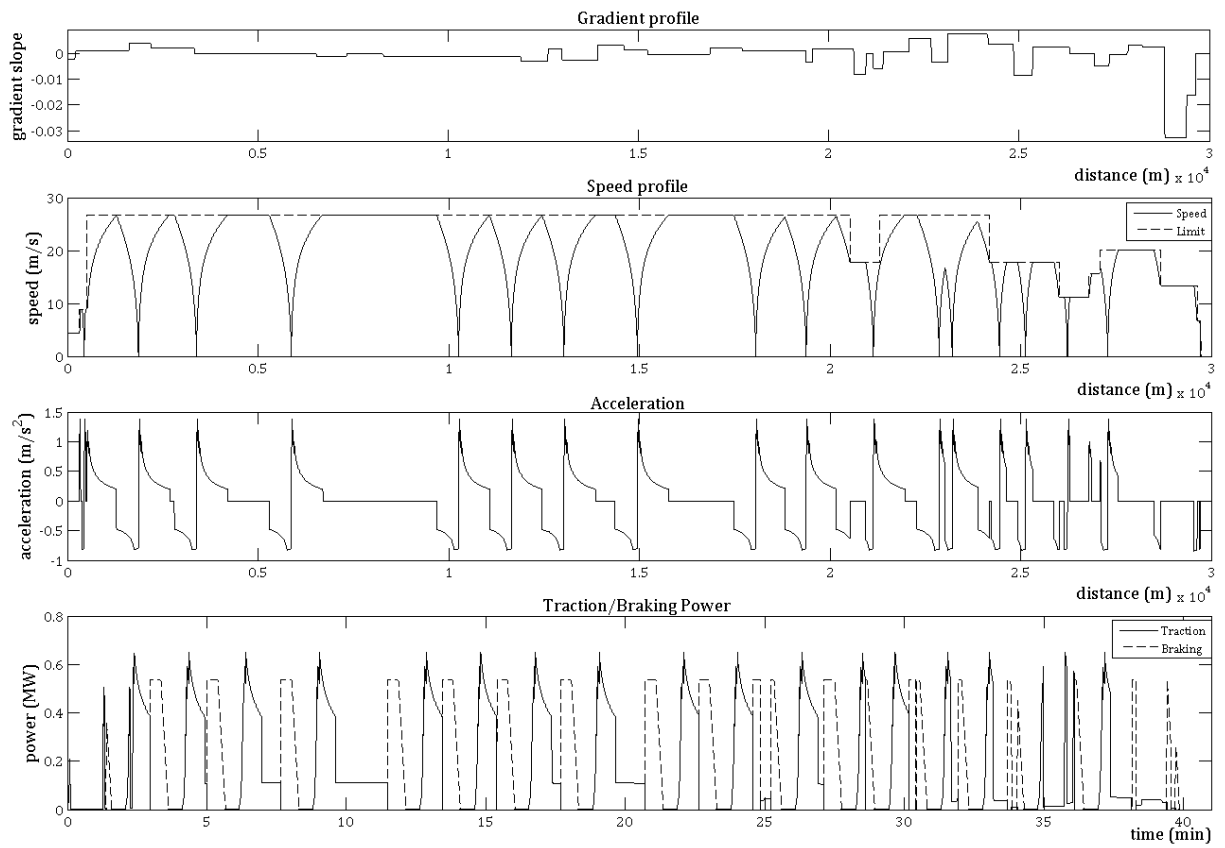 Gradient profile
gradient slope
0
-0.01
-0.02
-0.03
0 0.5 1 1.5 2 2.5 3
distance (m) x 10^4
Speed profile
speed (m/s)
30
20
10
0
Speed
Limit
0 0.5 1 1.5 2 2.5 3
distance (m) x 10^4
Acceleration
acceleration (m/s²)
1.5
1
0.5
0
-0.5
-1
0 0.5 1 1.5 2 2.5 3
distance (m) x 10^4
Traction/Braking Power
power (MW)
0.8
0.6
0.4
0.2
0
Traction
Braking
0 5 10 15 20 25 30 35 40
time (min)